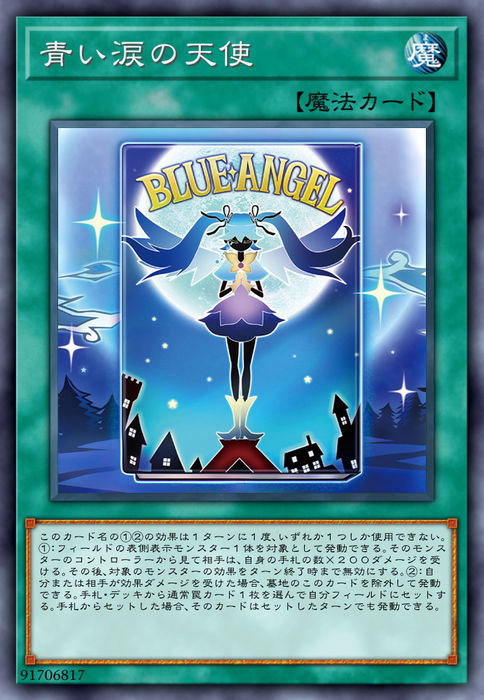 青い涙の天使
魔
【魔法カード】
BLUE ANGEL
このカード名の①②の効果は1ターンに1度、いずれか1つしか使用できない。
①:フィールドの表側表示モンスター1体を対象として発動できる。そのモンス
ターのコントローラーから見て相手は、自身の手札の数×200ダメージを受
ける。その後、対象のモンスターの効果をターン終了時まで無効にする。②:自
分または相手が効果ダメージを受けた場合、墓地のこのカードを除外して発動
できる。手札・デッキから通常罠カード1枚を選んで自分フィールドにセットす
る。手札からセットした場合、そのカードはセットしたターンでも発動できる。
91706817